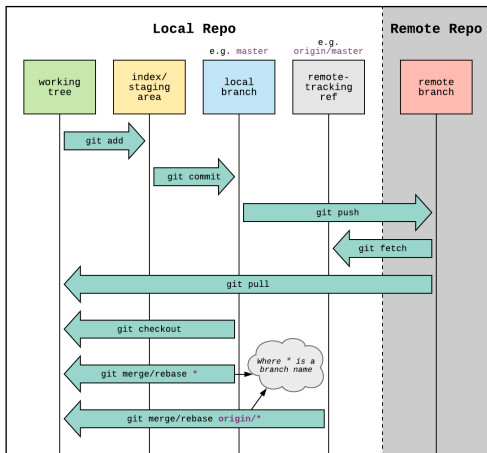 Local Repo
Remote Repo
e.g. master
e.g.
origin/master
working
tree
index/
staging
area
local
branch
remote-
tracking
ref
remote
branch
git add
git commit
git push
git fetch
git pull
git checkout
git merge/rebase *
Where * is a
branch name
git merge/rebase origin/*